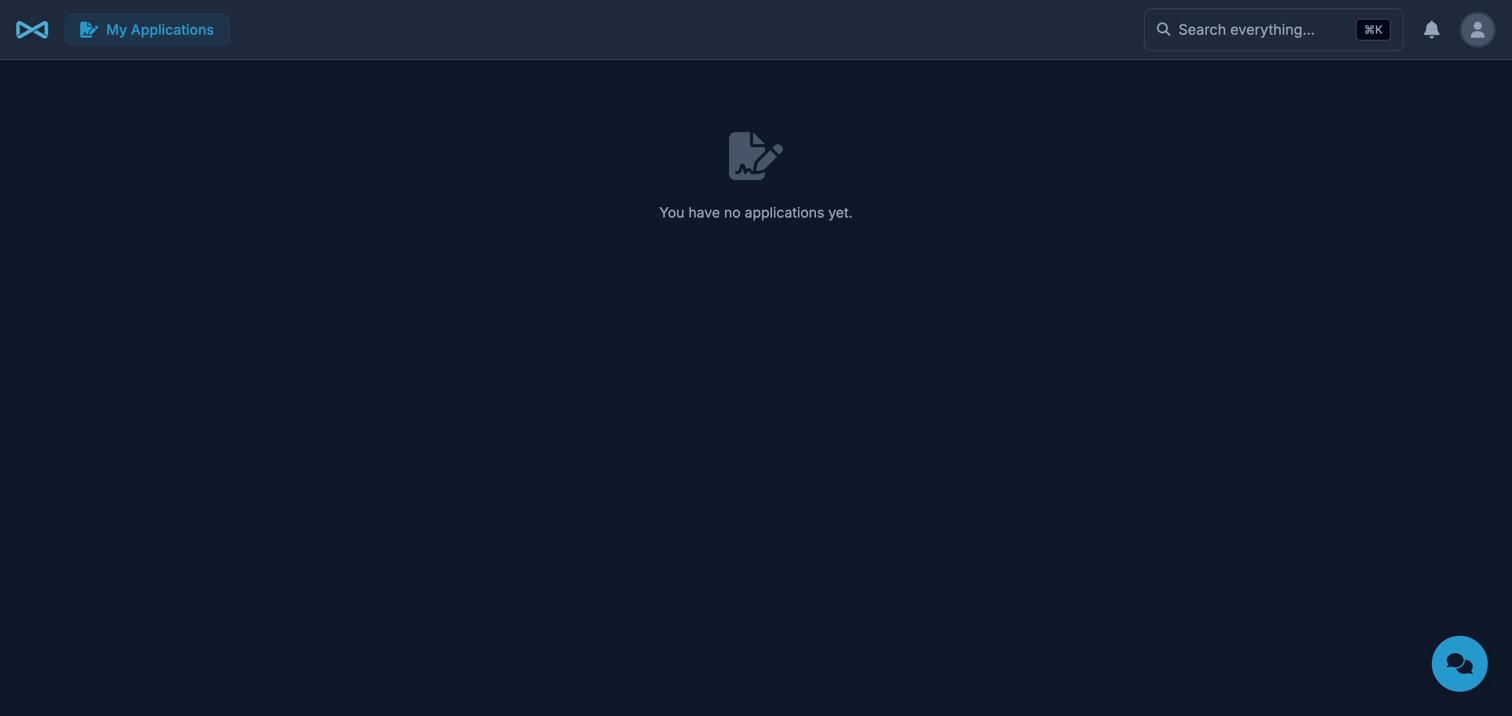 My Applications
Search everything...
⌘K
You have no applications yet.